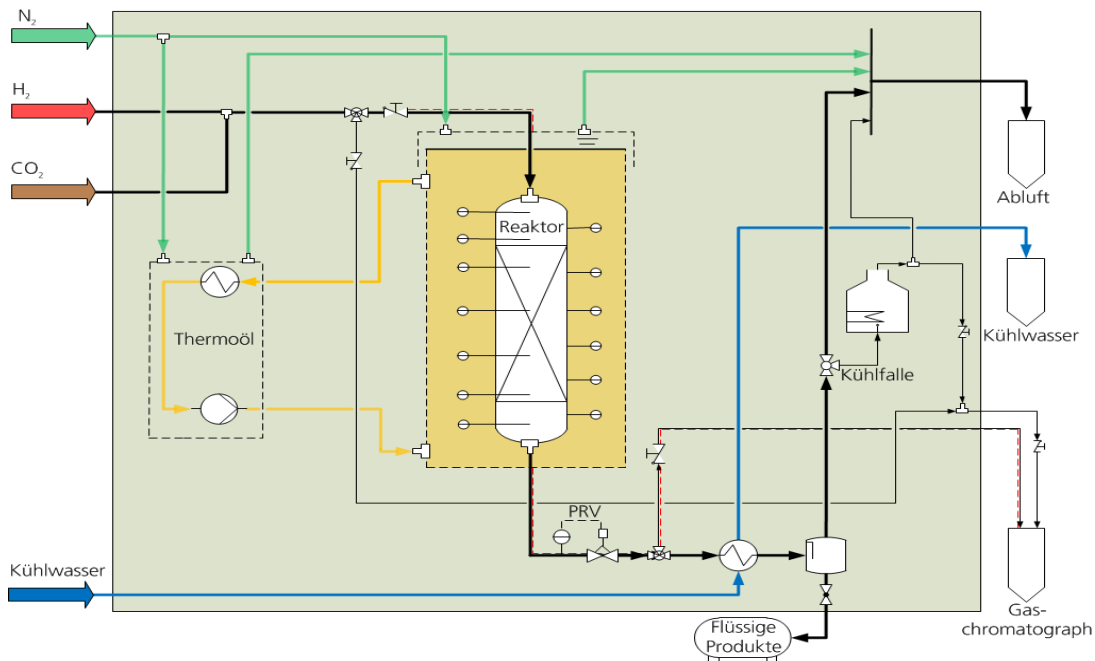 N₂
H₂
CO₂
Reaktor
Abluft
Thermoöl
Kühlwasser
Kühlfalle
PRV
Kühlwasser
Gas-
chromatograph
Flüssige
Produkte